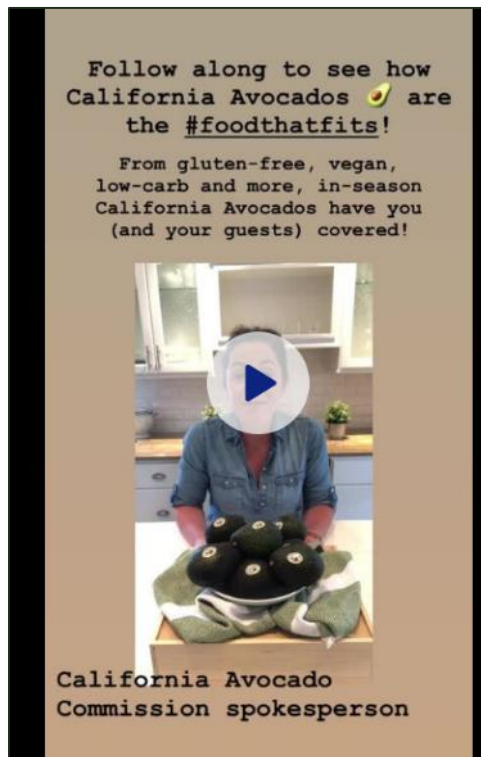 Follow along to see how
California Avocados 🥑 are
the #foodthatfits!
From gluten-free, vegan,
low-carb and more, in-season
California Avocados have you
(and your guests) covered!
California Avocado
Commission spokesperson